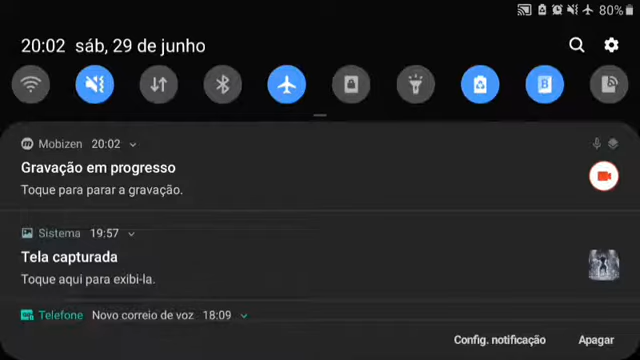 80%
20:02 sáb, 29 de junho
Mobizen 20:02
Gravação em progresso
Toque para parar a gravação.
Sistema 19:57
Tela capturada
Toque aqui para exibi-la.
Telefone Novo correio de voz 18:09
Config. notificação Apagar